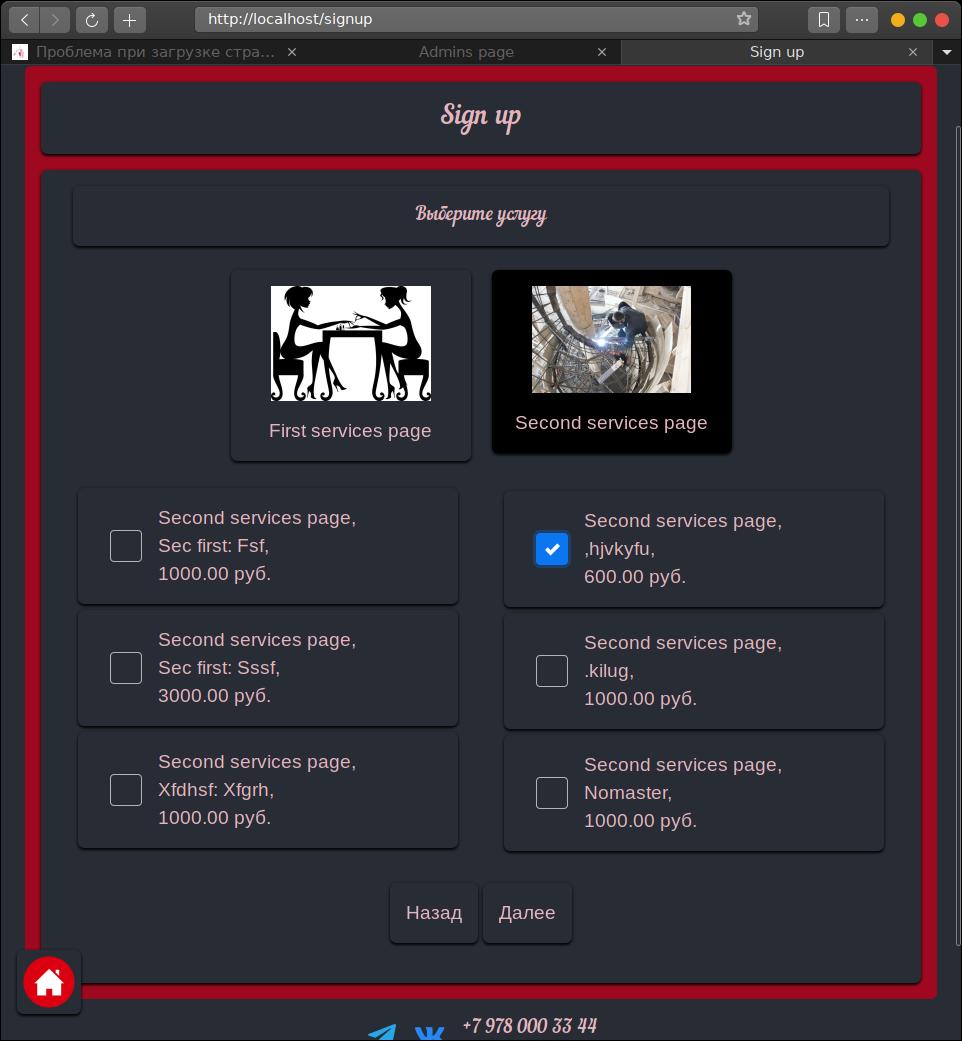 http://localhost/signup
Проблема при загрузке стра...
Admins page
Sign up
Sign up
Выберите услугу
First services page
Second services page
Second services page,
Sec first: Fsf,
1000.00 руб.
Second services page,
,hjvkyfu,
600.00 руб.
Second services page,
Sec first: Sssf,
3000.00 руб.
Second services page,
.kilug,
1000.00 руб.
Second services page,
Xfdhsf: Xfgrh,
1000.00 руб.
Second services page,
Nomaster,
1000.00 руб.
Назад
Далее
+7 978 000 33 44